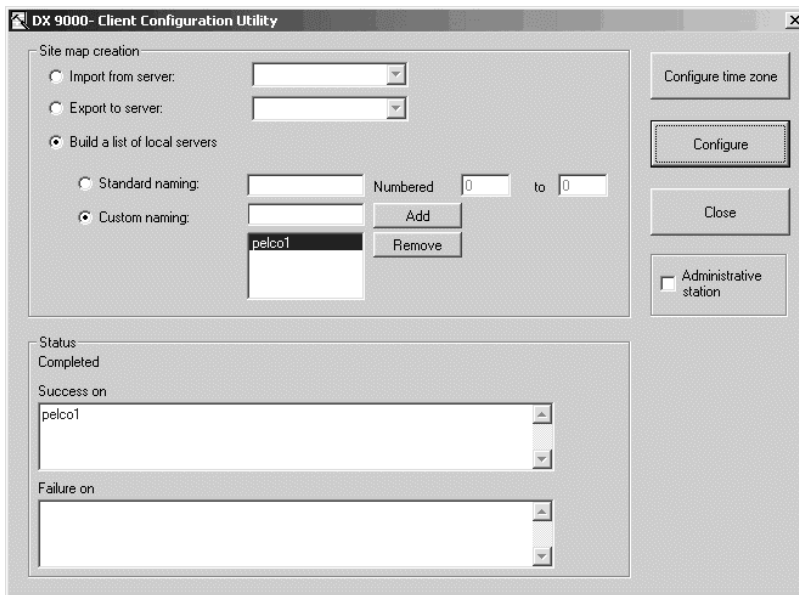 DX 9000- Client Configuration Utility
Site map creation
Import from server:
Export to server:
Build a list of local servers
Standard naming:
Numbered 0 to 0
Custom naming:
Add
pelco1
Remove
Configure time zone
Configure
Close
Administrative
station
Status
Completed
Success on
pelco1
Failure on